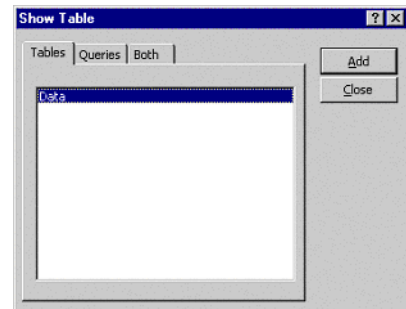 Show Table
Tables Queries Both
Add
Close
Data